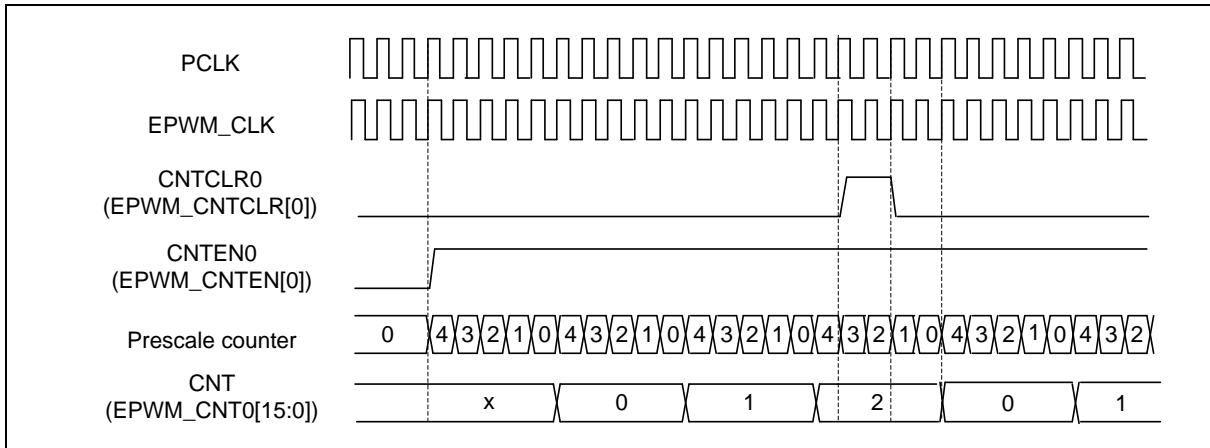 PCLK
EPWM_CLK
CNTCLR0
(EPWM_CNTCLR[0])
CNTEN0
(EPWM_CNTEN[0])
Prescale counter 0 4 3 2 1 0 4 3 2 1 0 4 3 2 1 0 4 3 2 1 0 4 3 2 1 0 4 3 2
CNT
(EPWM_CNT0[15:0]) x 0 1 2 0 1